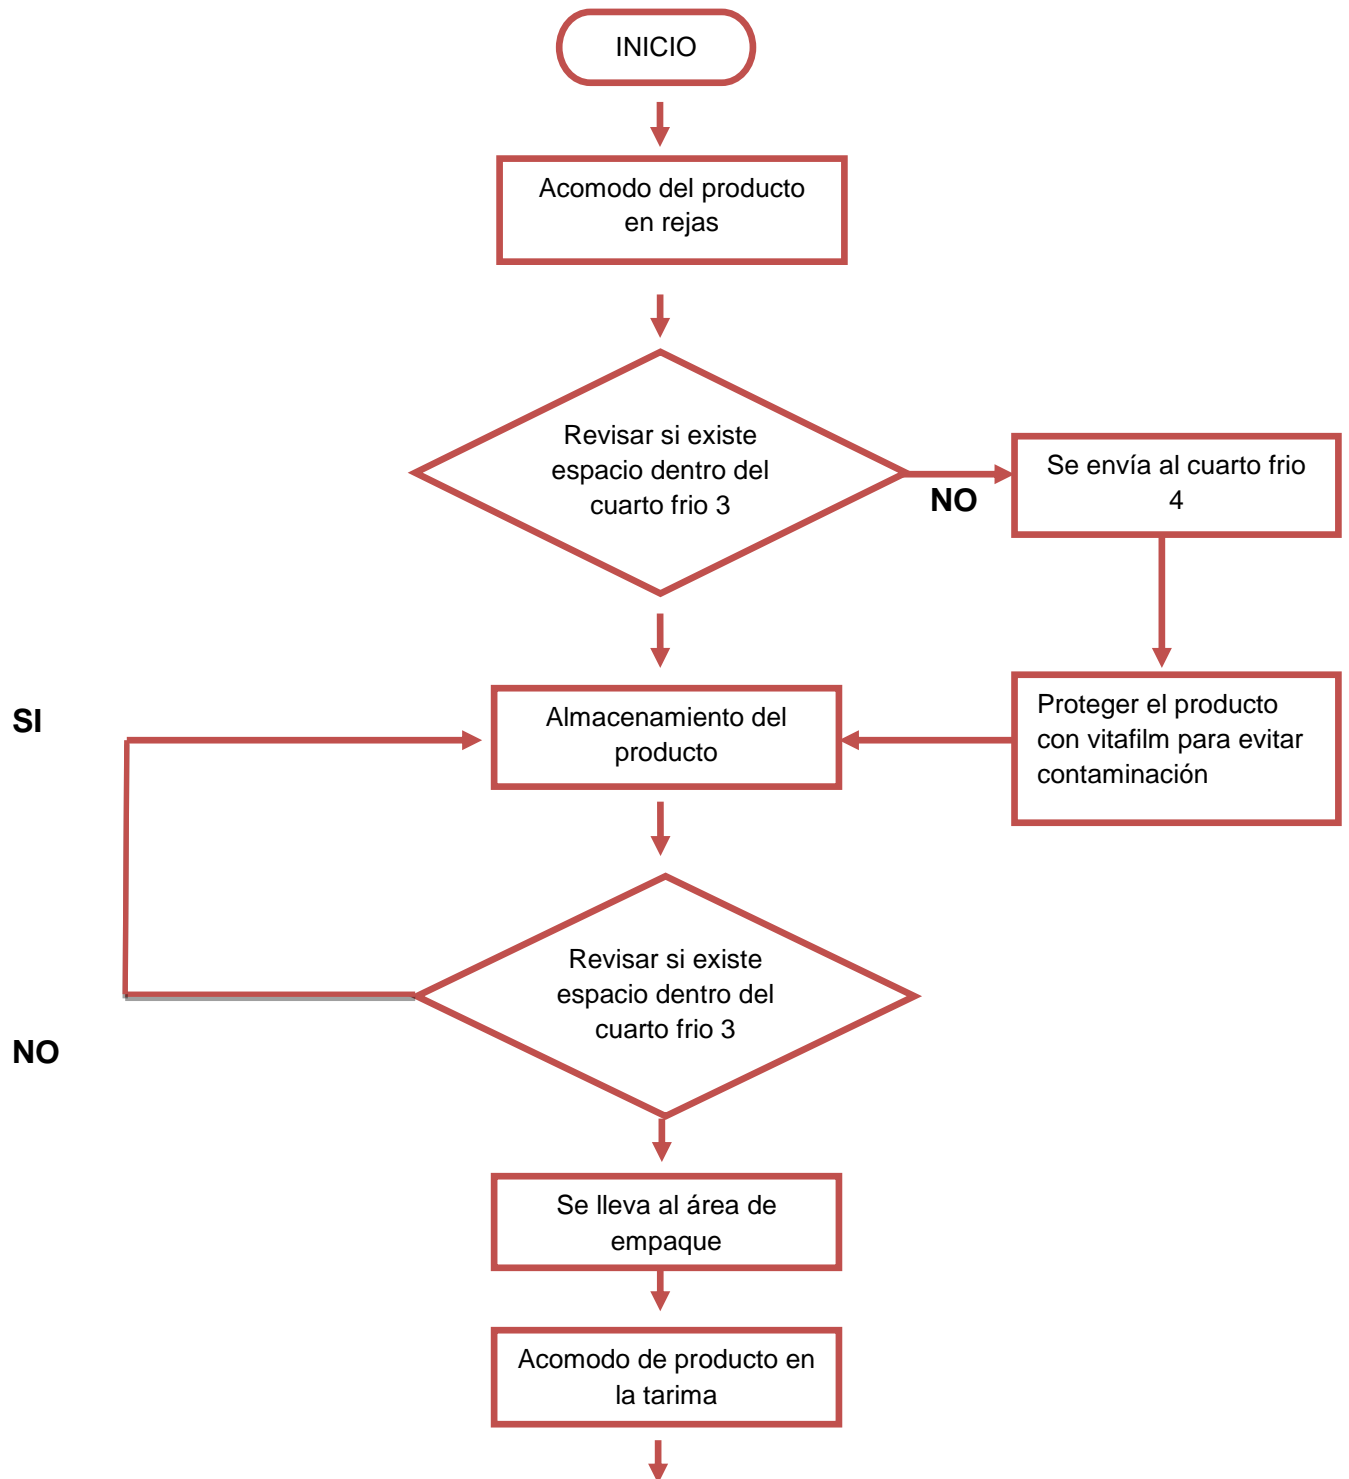 INICIO
Acomodo del producto
en rejas
Revisar si existe
espacio dentro del
cuarto frio 3
NO
Se envía al cuarto frio
4
SI
Almacenamiento del
producto
Proteger el producto
con vitafilm para evitar
contaminación
Revisar si existe
espacio dentro del
cuarto frio 3
NO
Se lleva al área de
empaque
Acomodo de producto en
la tarima